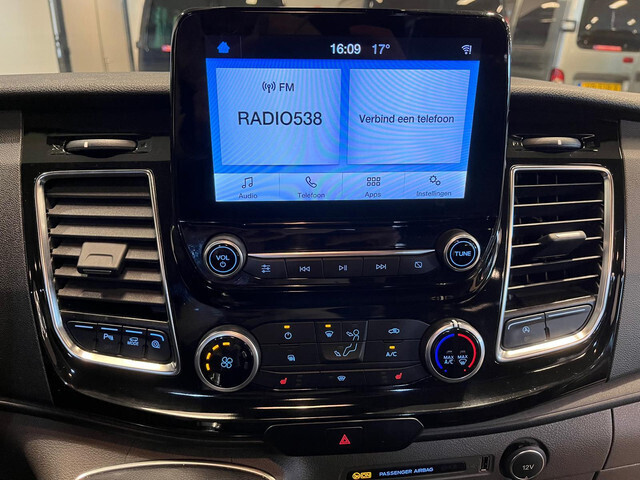 16:09 17°
FM
RADIO538
Verbind een telefoon
Audio Telefoon Apps Instellingen
VOL
TUNE
MODE
A/C
MAX A/C
MAX
PASSENGER AIRBAG
12V